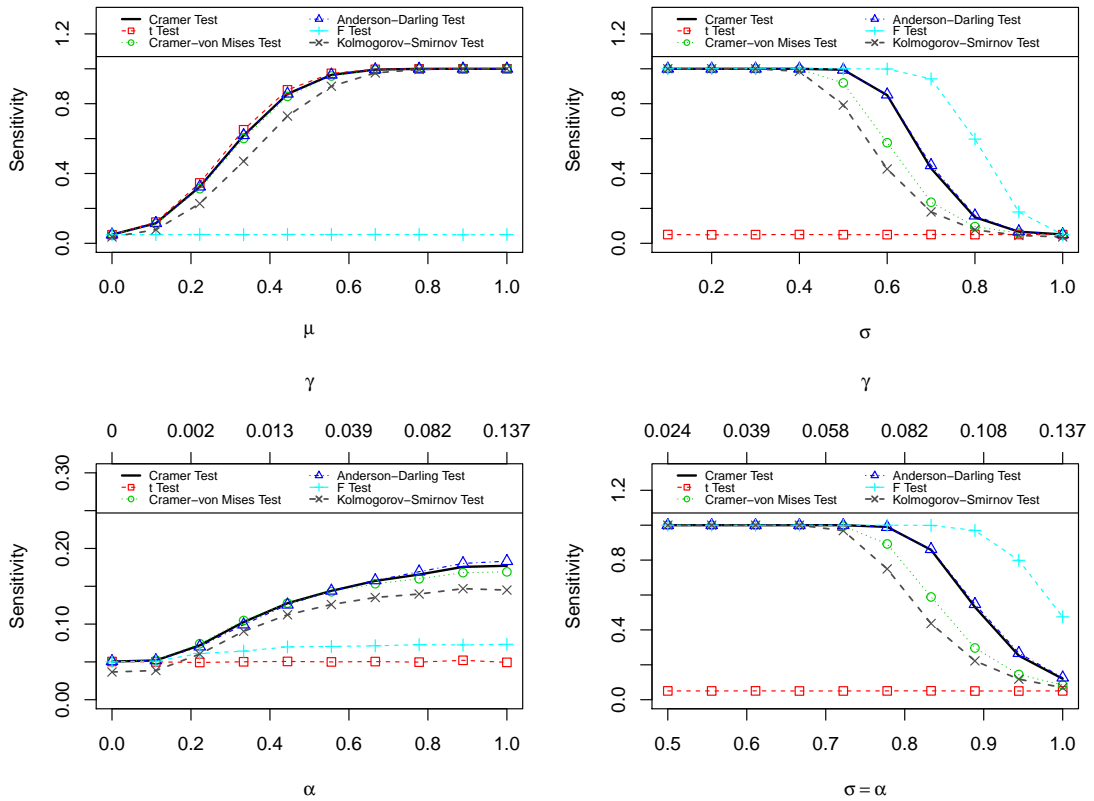 Cramer Test
t Test
Cramer−von Mises Test
Anderson−Darling Test
F Test
Kolmogorov−Smirnov Test
Sensitivity
0.0 0.4 0.8 1.2
0.0 0.2 0.4 0.6 0.8 1.0
μ
Cramer Test
t Test
Cramer−von Mises Test
Anderson−Darling Test
F Test
Kolmogorov−Smirnov Test
Sensitivity
0.0 0.4 0.8 1.2
0.2 0.4 0.6 0.8 1.0
σ
γ
0 0.002 0.013 0.039 0.082 0.137
Cramer Test
t Test
Cramer−von Mises Test
Anderson−Darling Test
F Test
Kolmogorov−Smirnov Test
Sensitivity
0.00 0.10 0.20 0.30
0.0 0.2 0.4 0.6 0.8 1.0
α
γ
0.024 0.039 0.058 0.082 0.108 0.137
Cramer Test
t Test
Cramer−von Mises Test
Anderson−Darling Test
F Test
Kolmogorov−Smirnov Test
Sensitivity
0.0 0.4 0.8 1.2
0.5 0.6 0.7 0.8 0.9 1.0
σ = α